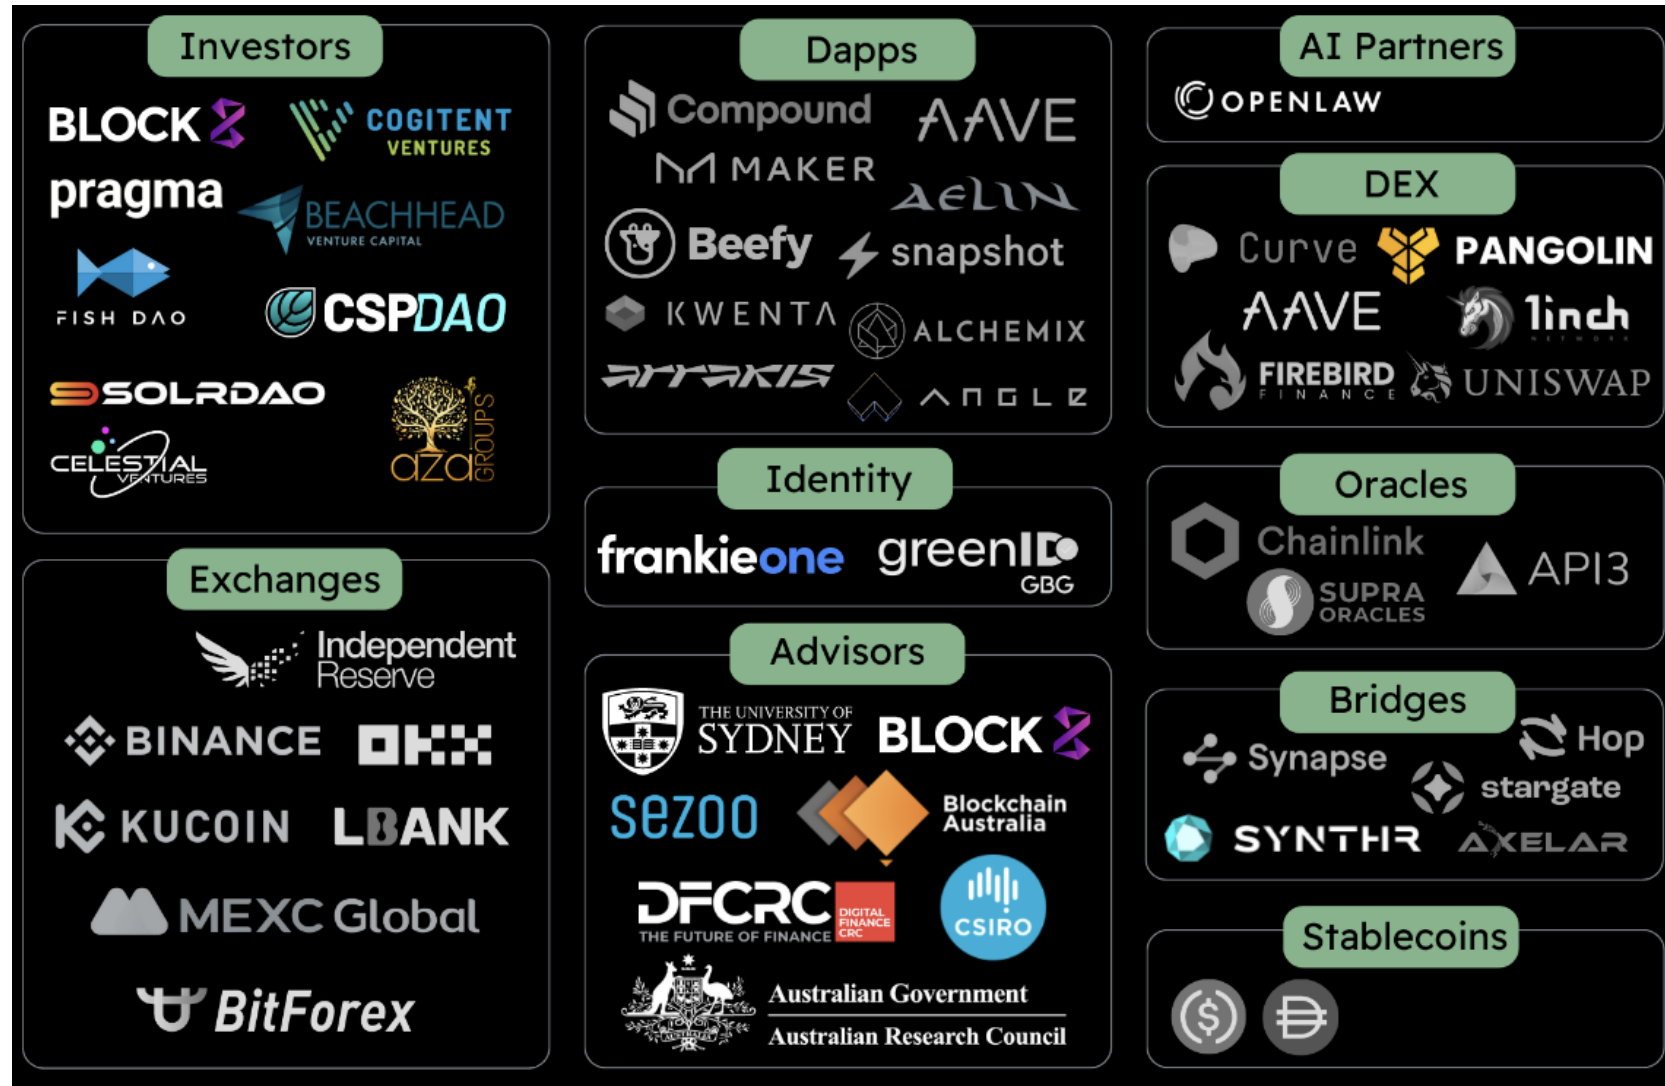 Investors
BLOCK8
COGITENT
VENTURES
pragma
BEACHHEAD
VENTURE CAPITAL
FISH DAO
CSPDAO
SOLRDAO
CELESTIAL
VENTURES
aza
GROUPS
Exchanges
Independent
Reserve
BINANCE
OKX
KUCOIN
LBANK
MEXC Global
BitForex
Dapps
Compound
AAVE
MAKER
AELIN
Beefy
snapshot
KWENTA
ALCHEMIX
arrakis
ANGLE
Identity
frankieone
greenID
GBG
Advisors
THE UNIVERSITY OF
SYDNEY
BLOCK8
sezoo
Blockchain
Australia
DFCRC
DIGITAL
FINANCE
CRC
THE FUTURE OF FINANCE
CSIRO
Australian Government
Australian Research Council
AI Partners
OPENLAW
DEX
Curve
PANGOLIN
AAVE
1inch
NETWORK
FIREBIRD
FINANCE
UNISWAP
Oracles
Chainlink
API3
SUPRA
ORACLES
Bridges
Synapse
Hop
stargate
SYNTHR
AXELAR
Stablecoins
$